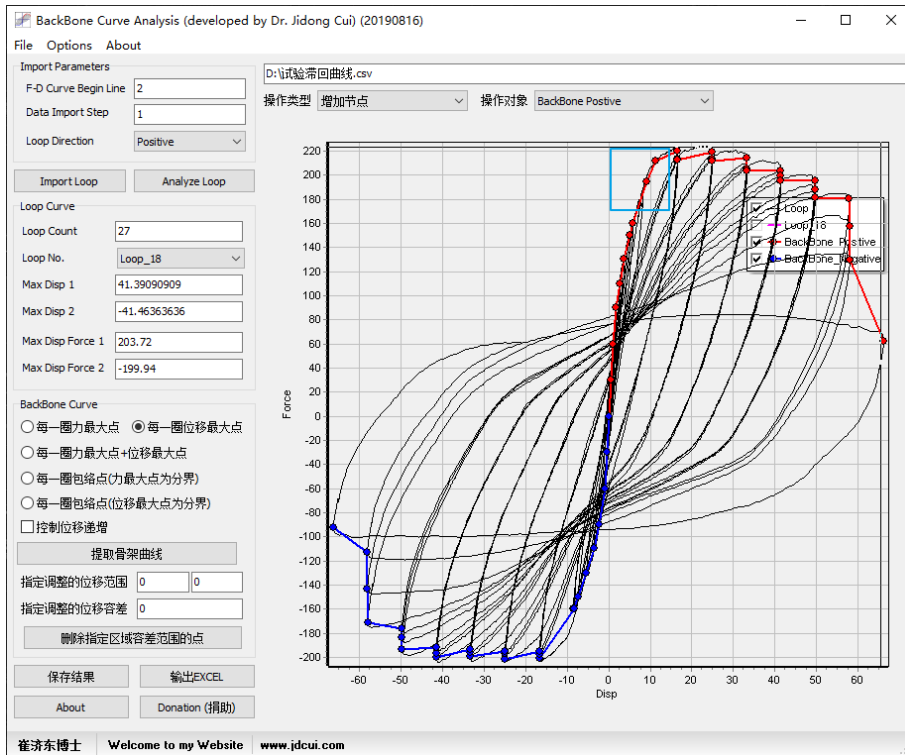 BackBone Curve Analysis (developed by Dr. Jidong Cui) (20190816)
File Options About
Import Parameters
F-D Curve Begin Line 2
Data Import Step 1
Loop Direction Positive
Import Loop Analyze Loop
Loop Curve
Loop Count 27
Loop No. Loop_18
Max Disp 1 41.39090909
Max Disp 2 -41.46363636
Max Disp Force 1 203.72
Max Disp Force 2 -199.94
BackBone Curve
每一圈力最大点 每一圈位移最大点
每一圈力最大点+位移最大点
每一圈包络点(力最大点为分界)
每一圈包络点(位移最大点为分界)
控制位移递增
提取骨架曲线
指定调整的位移范围 0 0
指定调整的位移容差 0
删除指定区域容差范围的点
保存结果 输出EXCEL
About Donation (捐助)
D:\试验滞回曲线.csv
操作类型 增加节点 操作对象 BackBone Postive
220
200
180
160
140
120
100
80
60
40
20
0
-20
-40
-60
-80
-100
-120
-140
-160
-180
-200
Force
Loop
Loop_18
BackBone_Positive
BackBone_Negative
-60 -50 -40 -30 -20 -10 0 10 20 30 40 50 60
Disp
崔济东博士 Welcome to my Website www.jdcui.com